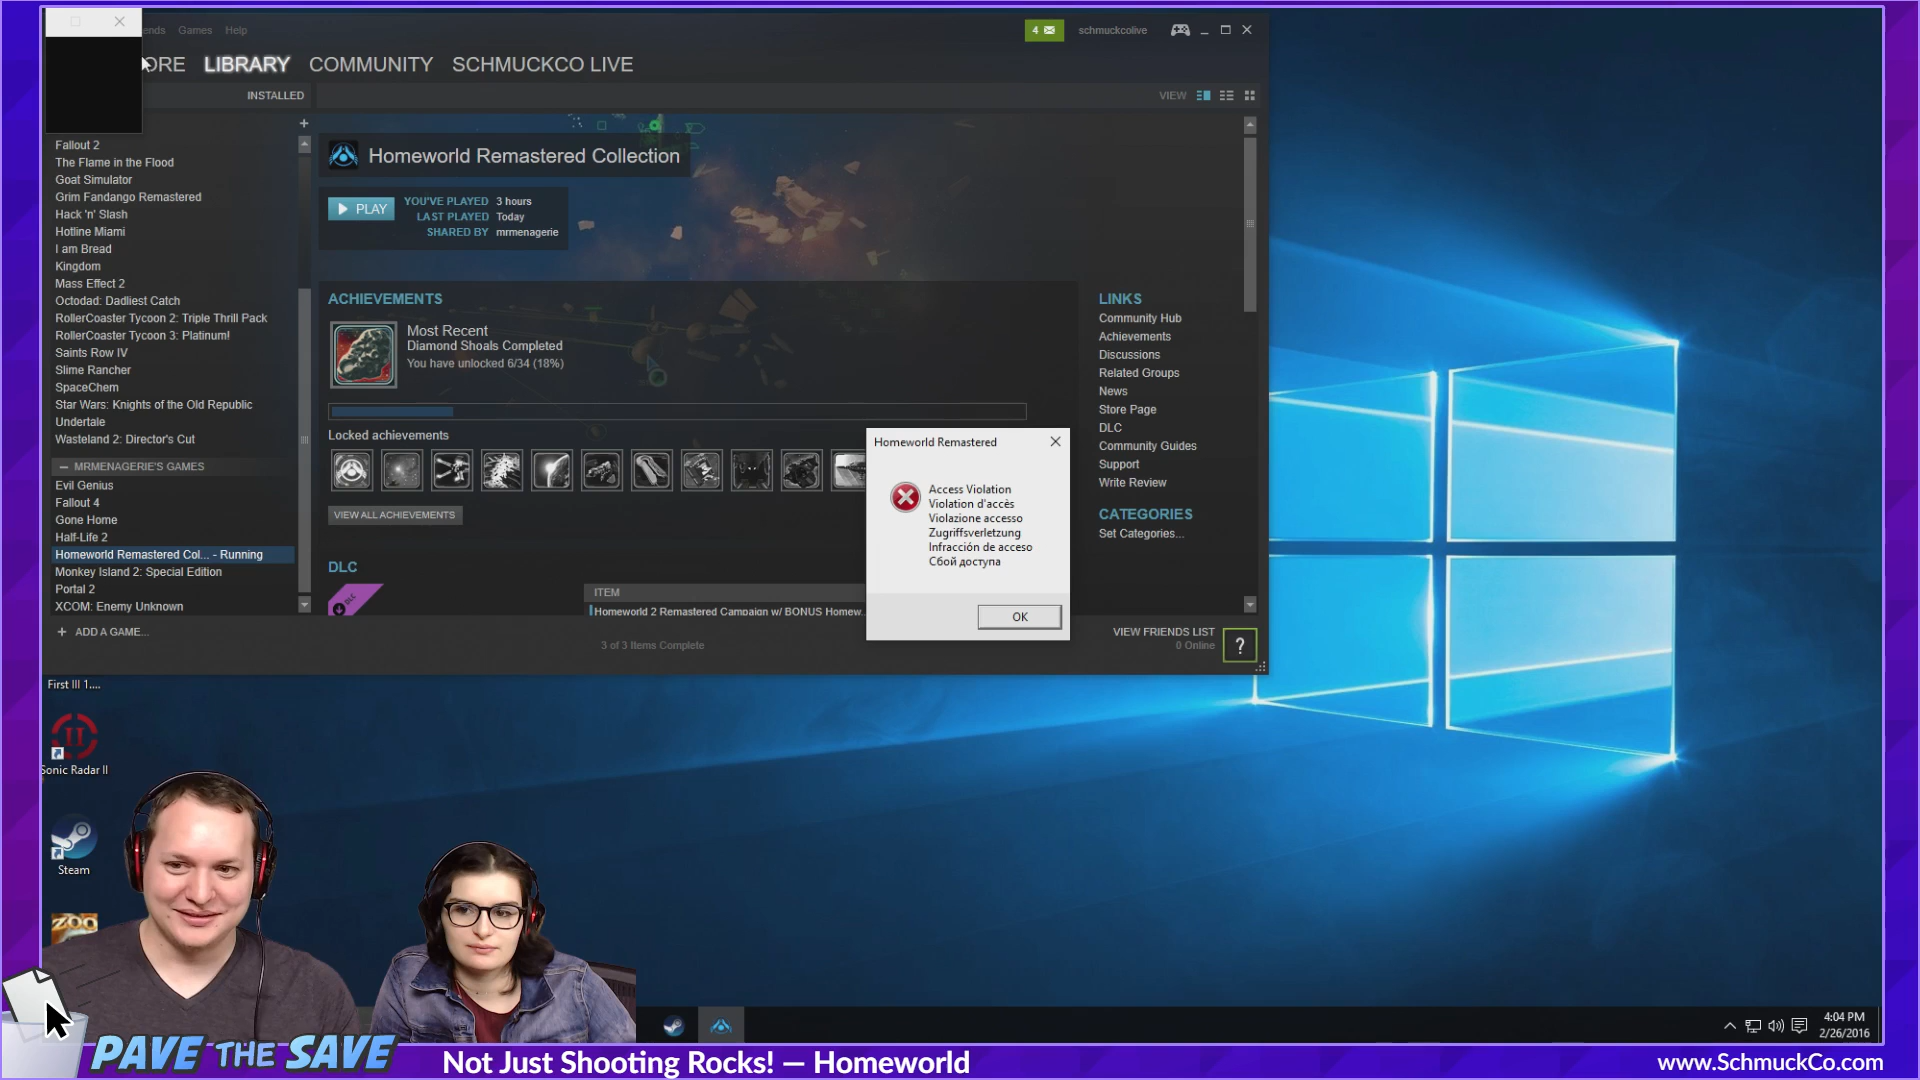 ends Games Help
4
schmuckcolive
ORE LIBRARY COMMUNITY SCHMUCKCO LIVE
INSTALLED
VIEW
+
Fallout 2
The Flame in the Flood
Goat Simulator
Grim Fandango Remastered
Hack 'n' Slash
Hotline Miami
I am Bread
Kingdom
Mass Effect 2
Octodad: Dadliest Catch
RollerCoaster Tycoon 2: Triple Thrill Pack
RollerCoaster Tycoon 3: Platinum!
Saints Row IV
Slime Rancher
SpaceChem
Star Wars: Knights of the Old Republic
Undertale
Wasteland 2: Director's Cut
— MRMENAGERIE'S GAMES
Evil Genius
Fallout 4
Gone Home
Half-Life 2
Homeworld Remastered Col... - Running
Monkey Island 2: Special Edition
Portal 2
XCOM: Enemy Unknown
+ ADD A GAME...
Homeworld Remastered Collection
PLAY
YOU'VE PLAYED 3 hours
LAST PLAYED Today
SHARED BY mrmenagerie
ACHIEVEMENTS
Most Recent
Diamond Shoals Completed
You have unlocked 6/34 (18%)
Locked achievements
VIEW ALL ACHIEVEMENTS
DLC
DLC
ITEM
Homeworld 2 Remastered Campaign w/ BONUS Homew...
3 of 3 Items Complete
LINKS
Community Hub
Achievements
Discussions
Related Groups
News
Store Page
DLC
Community Guides
Support
Write Review
CATEGORIES
Set Categories...
VIEW FRIENDS LIST
0 Online
?
Homeworld Remastered
Access Violation
Violation d'accès
Violazione accesso
Zugriffsverletzung
Infracción de acceso
Сбой доступа
OK
First III 1....
Sonic Radar II
Steam
ZOO
4:04 PM
2/26/2016
PAVE THE SAVE
Not Just Shooting Rocks! — Homeworld
www.SchmuckCo.com